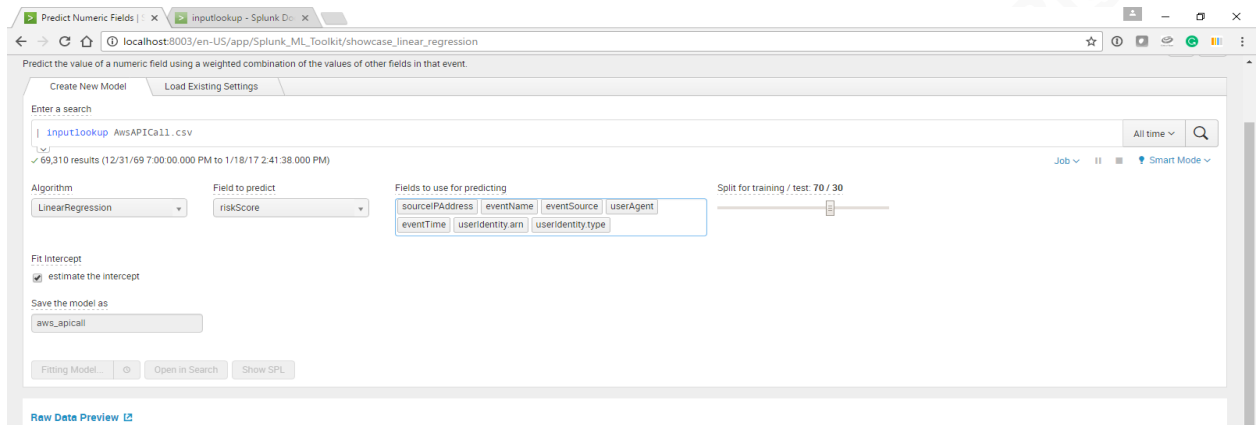 Predict Numeric Fields | S
inputlookup - Splunk Do
localhost:8003/en-US/app/Splunk_ML_Toolkit/showcase_linear_regression
Predict the value of a numeric field using a weighted combination of the values of other fields in that event.
Create New Model Load Existing Settings
Enter a search
| inputlookup AwsAPICall.csv All time
69,310 results (12/31/69 7:00:00.000 PM to 1/18/17 2:41:38.000 PM) Job Smart Mode
Algorithm Field to predict Fields to use for predicting Split for training / test: 70 / 30
LinearRegression riskScore sourceIPAddress eventName eventSource userAgent
eventTime userIdentity.arn userIdentity.type
Fit Intercept
estimate the intercept
Save the model as
aws_apicall
Fitting Model... Open in Search Show SPL
Raw Data Preview